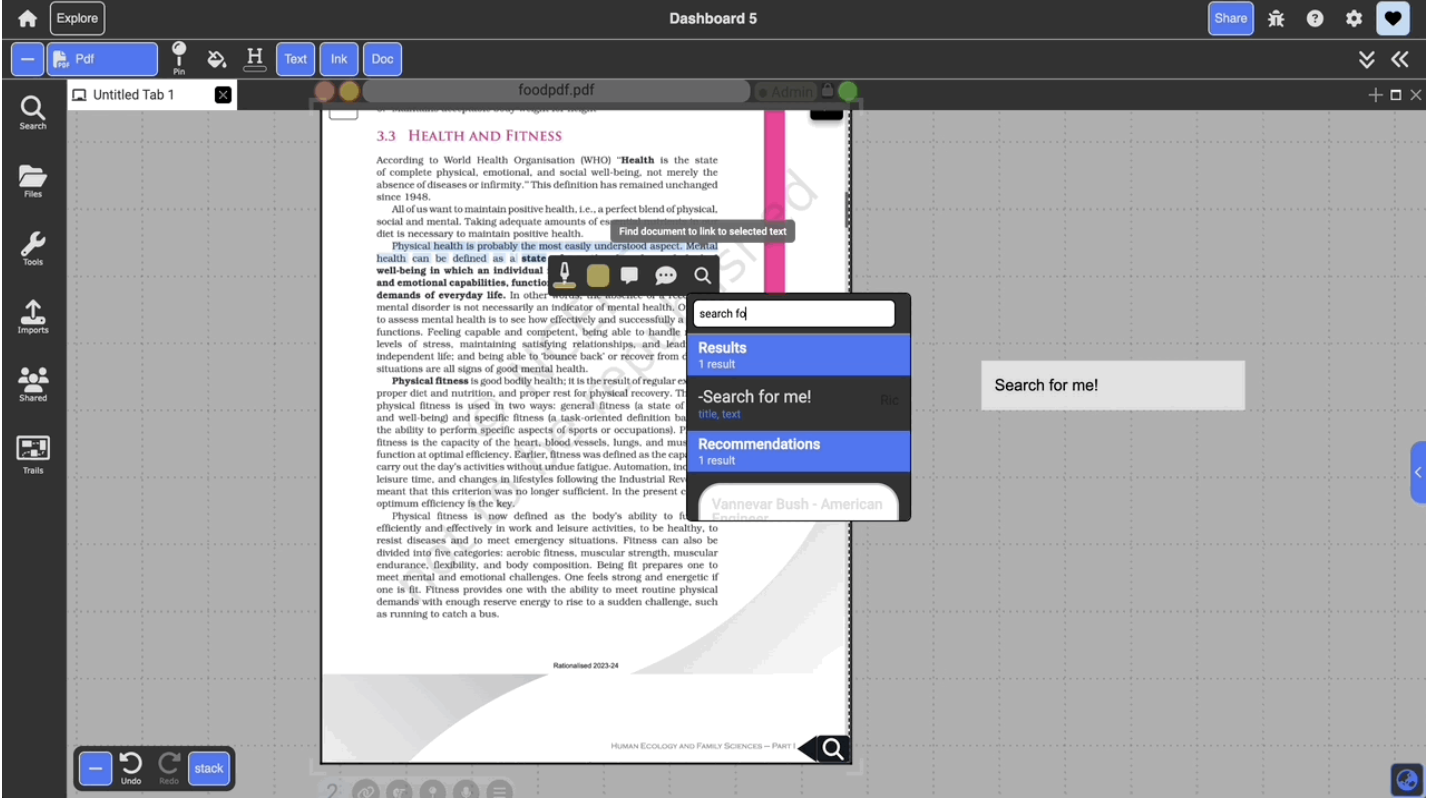 Explore
Dashboard 5
Share
Pdf
Pin
H
Text
Ink
Doc
Untitled Tab 1
foodpdf.pdf
Admin
Search
Files
Tools
Imports
Shared
Trails
3.3 HEALTH AND FITNESS
According to World Health Organisation (WHO) "Health is the state
of complete physical, emotional, and social well-being, not merely the
absence of diseases or infirmity." This definition has remained unchanged
since 1948.
All of us want to maintain positive health, i.e., a perfect blend of physical,
social and mental. Taking adequate amounts of
diet is necessary to maintain positive health.
Physical health is probably the most easily understood aspect. Mental
health can be defined as a state
well-being in which an individual
and emotional capabilities, functio
demands of everyday life. In other words, the absence of a
mental disorder is not necessarily an indicator of mental health. O
to assess mental health is to see how effectively and successfully a
functions. Feeling capable and competent, being able to handle
levels of stress, maintaining satisfying relationships, and lead
independent life; and being able to 'bounce back' or recover from d
situations are all signs of good mental health.
Physical fitness is good bodily health; it is the result of regular ex
proper diet and nutrition, and proper rest for physical recovery. Th
physical fitness is used in two ways: general fitness (a state of
and well-being) and specific fitness (a task-oriented definition ba
the ability to perform specific aspects of sports or occupations). P
fitness is the capacity of the heart, blood vessels, lungs, and mus
function at optimal efficiency. Earlier, fitness was defined as the capa
carry out the day's activities without undue fatigue. Automation, inc
leisure time, and changes in lifestyles following the Industrial Rev
meant that this criterion was no longer sufficient. In the present c
optimum efficiency is the key.
Physical fitness is now defined as the body's ability to fu
efficiently and effectively in work and leisure activities, to be healthy, to
resist diseases and to meet emergency situations. Fitness can also be
divided into five categories: aerobic fitness, muscular strength, muscular
endurance, flexibility, and body composition. Being fit prepares one to
meet mental and emotional challenges. One feels strong and energetic if
one is fit. Fitness provides one with the ability to meet routine physical
demands with enough reserve energy to rise to a sudden challenge, such
as running to catch a bus.
Rationalised 2023-24
HUMAN ECOLOGY AND FAMILY SCIENCES – PART I
Find document to link to selected text
search fo
Results
1 result
-Search for me!
Ric
title, text
Recommendations
1 result
Vannevar Bush - American
Engineer
Search for me!
Undo
Redo
stack
2